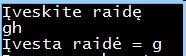 Įveskite raidę
gh
Įvesta raidė = g